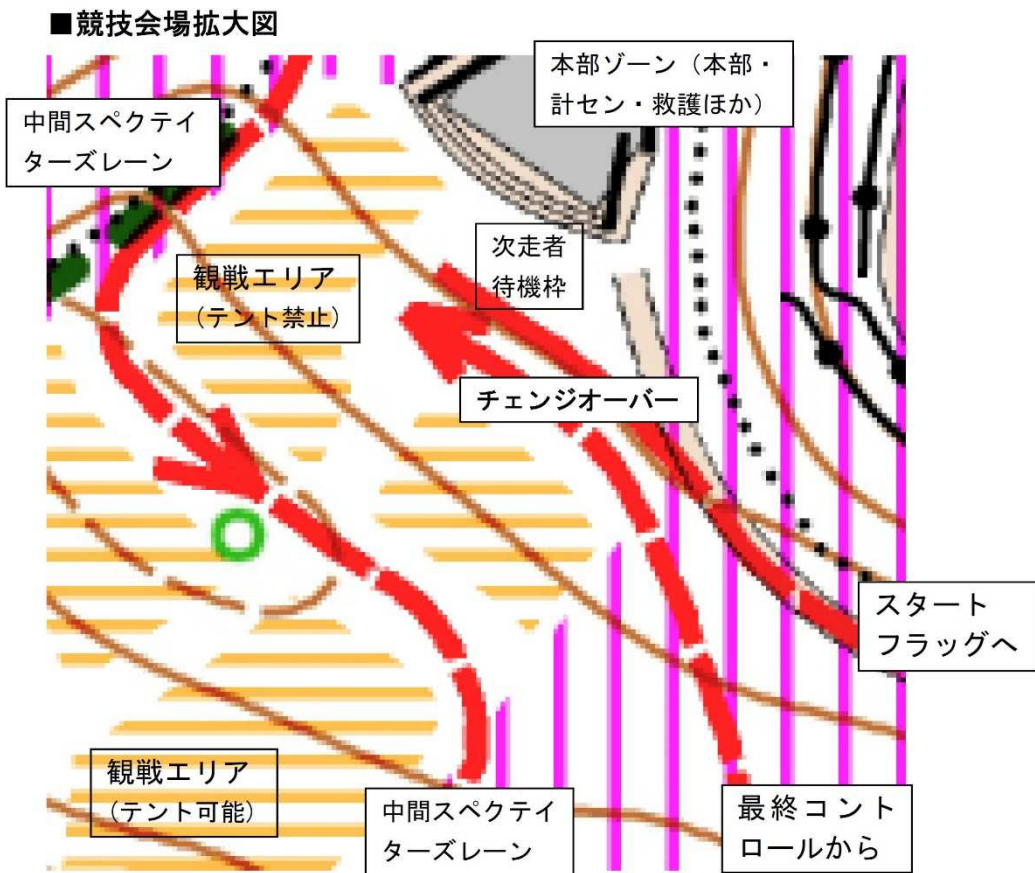 ■競技会場拡大図
本部ゾーン（本部・
計セン・救護ほか）
中間スペクテイ
ターズレーン
次走者
待機枠
観戦エリア
（テント禁止）
チェンジオーバー
スタート
フラッグへ
観戦エリア
（テント可能）
中間スペクテイ
ターズレーン
最終コント
ロールから